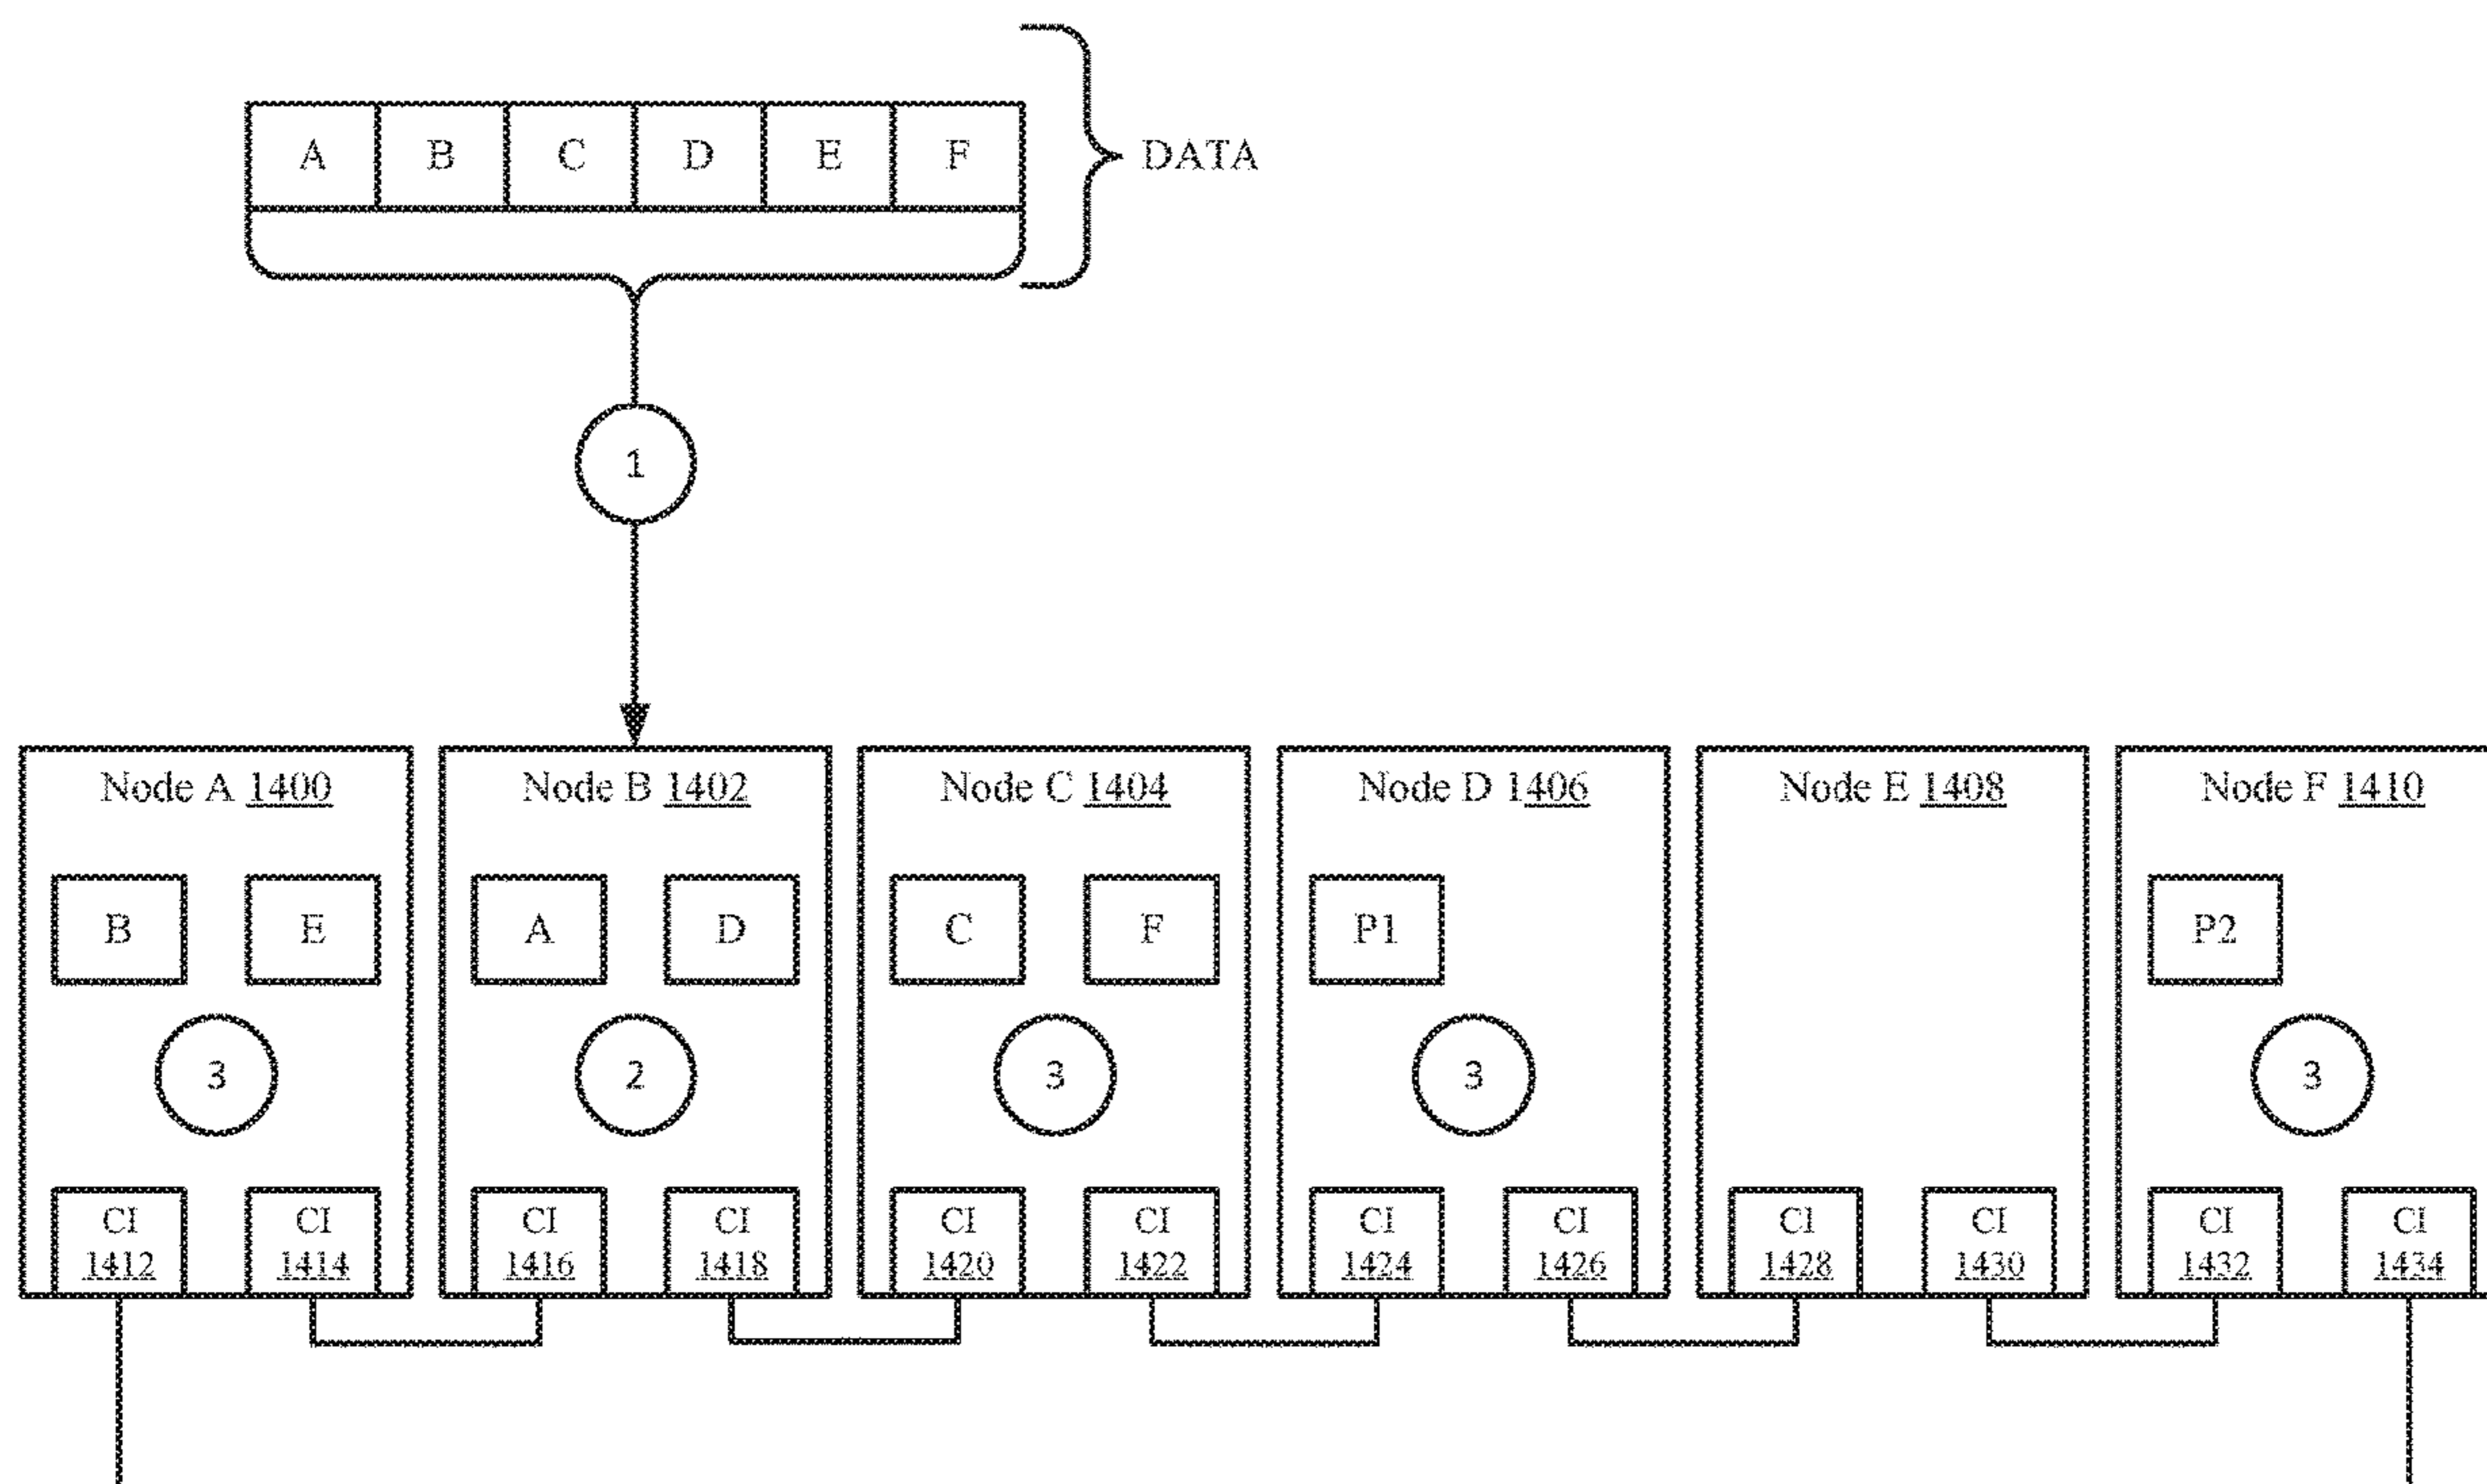 A B C D E F DATA
1
Node A 1400 Node B 1402 Node C 1404 Node D 1406 Node E 1408 Node F 1410
B E A D C F P1 P2
3 2 3 3 3
CI CI CI CI CI CI CI CI CI CI CI CI
1412 1414 1416 1418 1420 1422 1424 1426 1428 1430 1432 1434